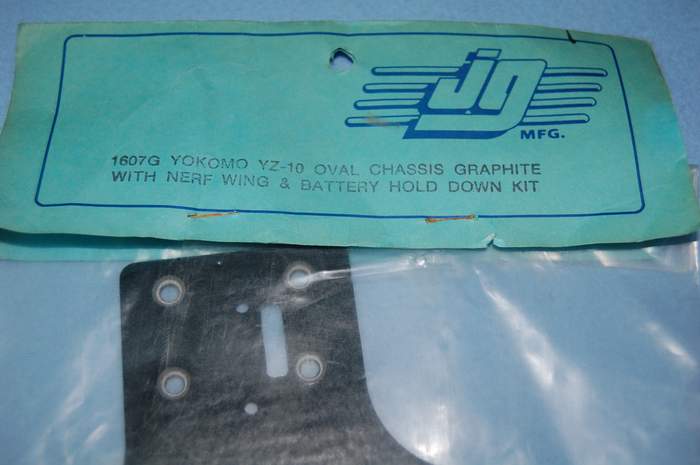 JG
MFG.
1607G YOKOMO YZ-10 OVAL CHASSIS GRAPHITE
WITH NERF WING & BATTERY HOLD DOWN KIT